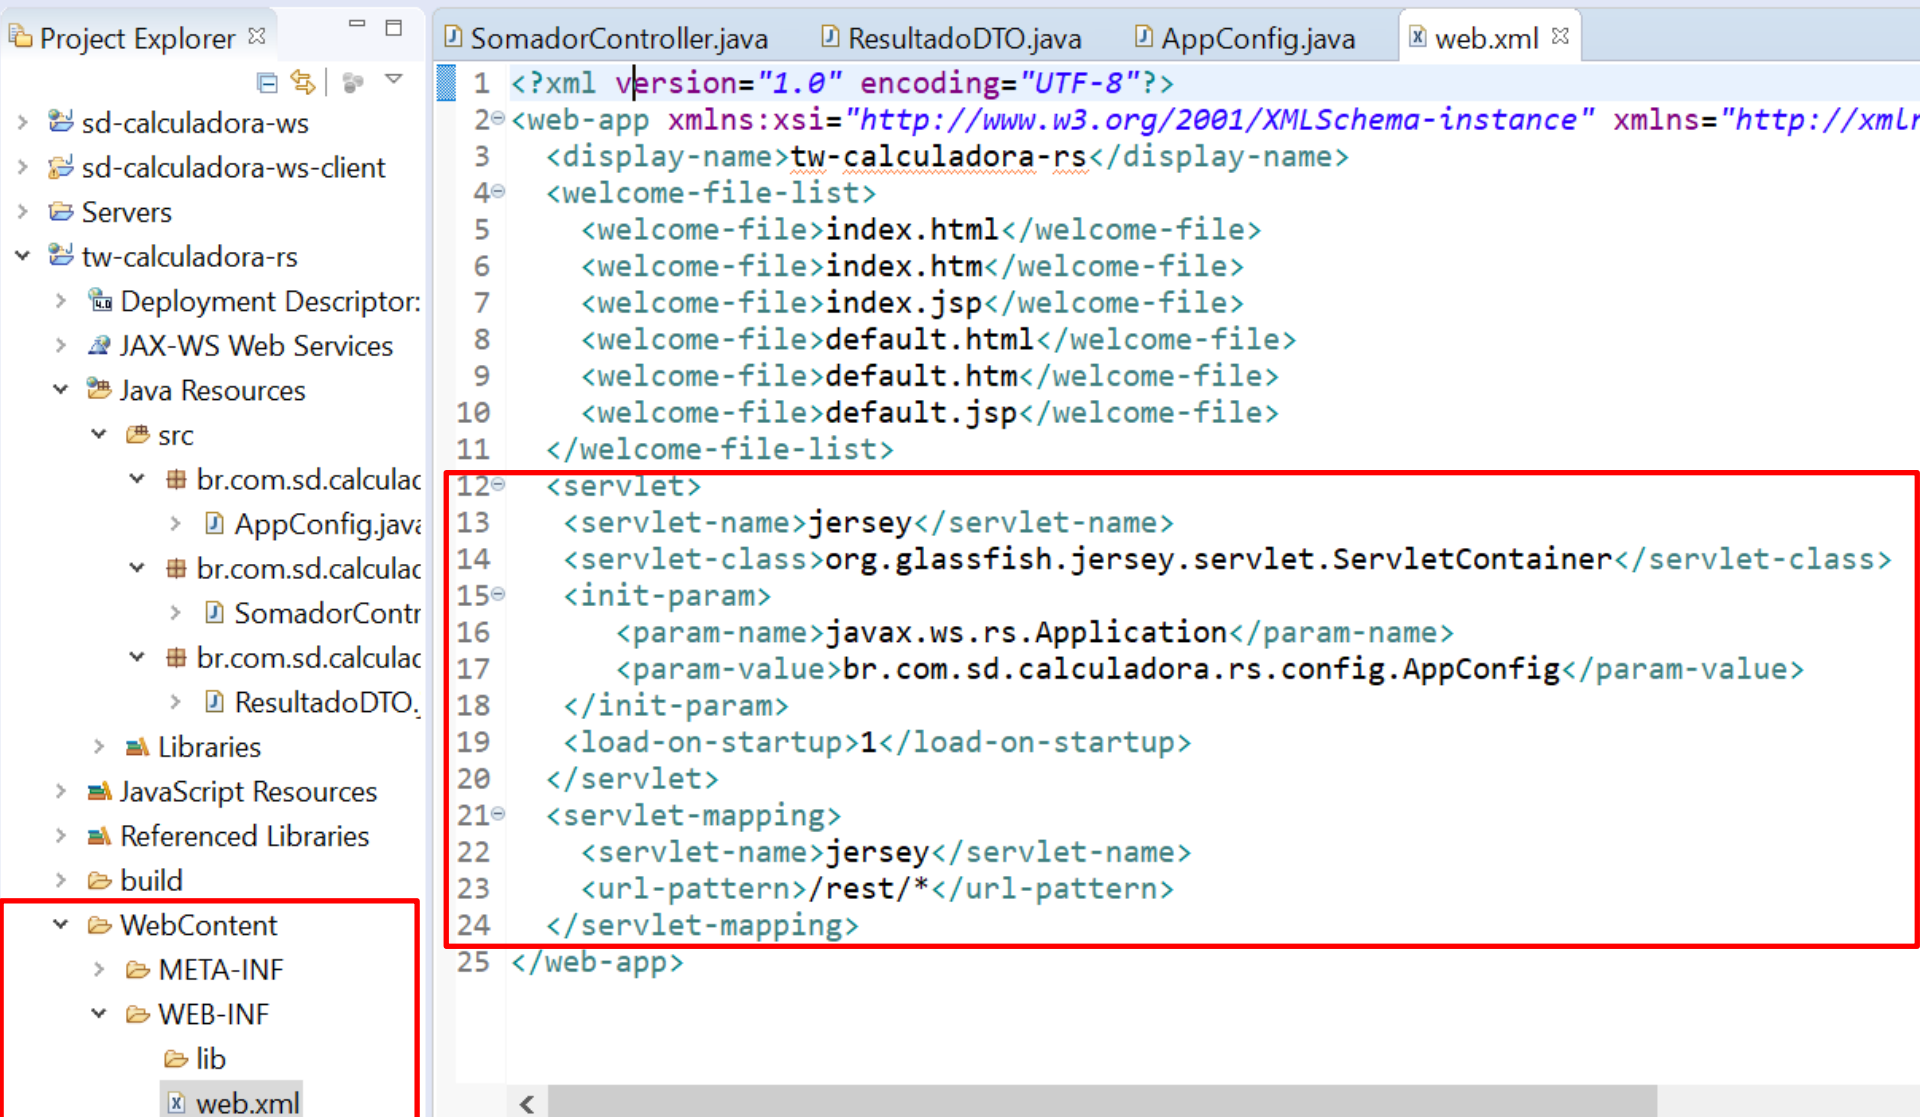 Project Explorer
sd-calculadora-ws
sd-calculadora-ws-client
Servers
tw-calculadora-rs
4.0 Deployment Descriptor:
JAX-WS Web Services
Java Resources
src
br.com.sd.calculac
AppConfig.java
br.com.sd.calculac
SomadorContr
br.com.sd.calculac
ResultadoDTO.
Libraries
JavaScript Resources
Referenced Libraries
build
WebContent
META-INF
WEB-INF
lib
web.xml
SomadorController.java ResultadoDTO.java AppConfig.java web.xml
1 <?xml version="1.0" encoding="UTF-8"?>
2 <web-app xmlns:xsi="http://www.w3.org/2001/XMLSchema-instance" xmlns="http://xml
3 <display-name>tw-calculadora-rs</display-name>
4 <welcome-file-list>
5 <welcome-file>index.html</welcome-file>
6 <welcome-file>index.htm</welcome-file>
7 <welcome-file>index.jsp</welcome-file>
8 <welcome-file>default.html</welcome-file>
9 <welcome-file>default.htm</welcome-file>
10 <welcome-file>default.jsp</welcome-file>
11 </welcome-file-list>
12 <servlet>
13 <servlet-name>jersey</servlet-name>
14 <servlet-class>org.glassfish.jersey.servlet.ServletContainer</servlet-class>
15 <init-param>
16 <param-name>javax.ws.rs.Application</param-name>
17 <param-value>br.com.sd.calculadora.rs.config.AppConfig</param-value>
18 </init-param>
19 <load-on-startup>1</load-on-startup>
20 </servlet>
21 <servlet-mapping>
22 <servlet-name>jersey</servlet-name>
23 <url-pattern>/rest/*</url-pattern>
24 </servlet-mapping>
25 </web-app>